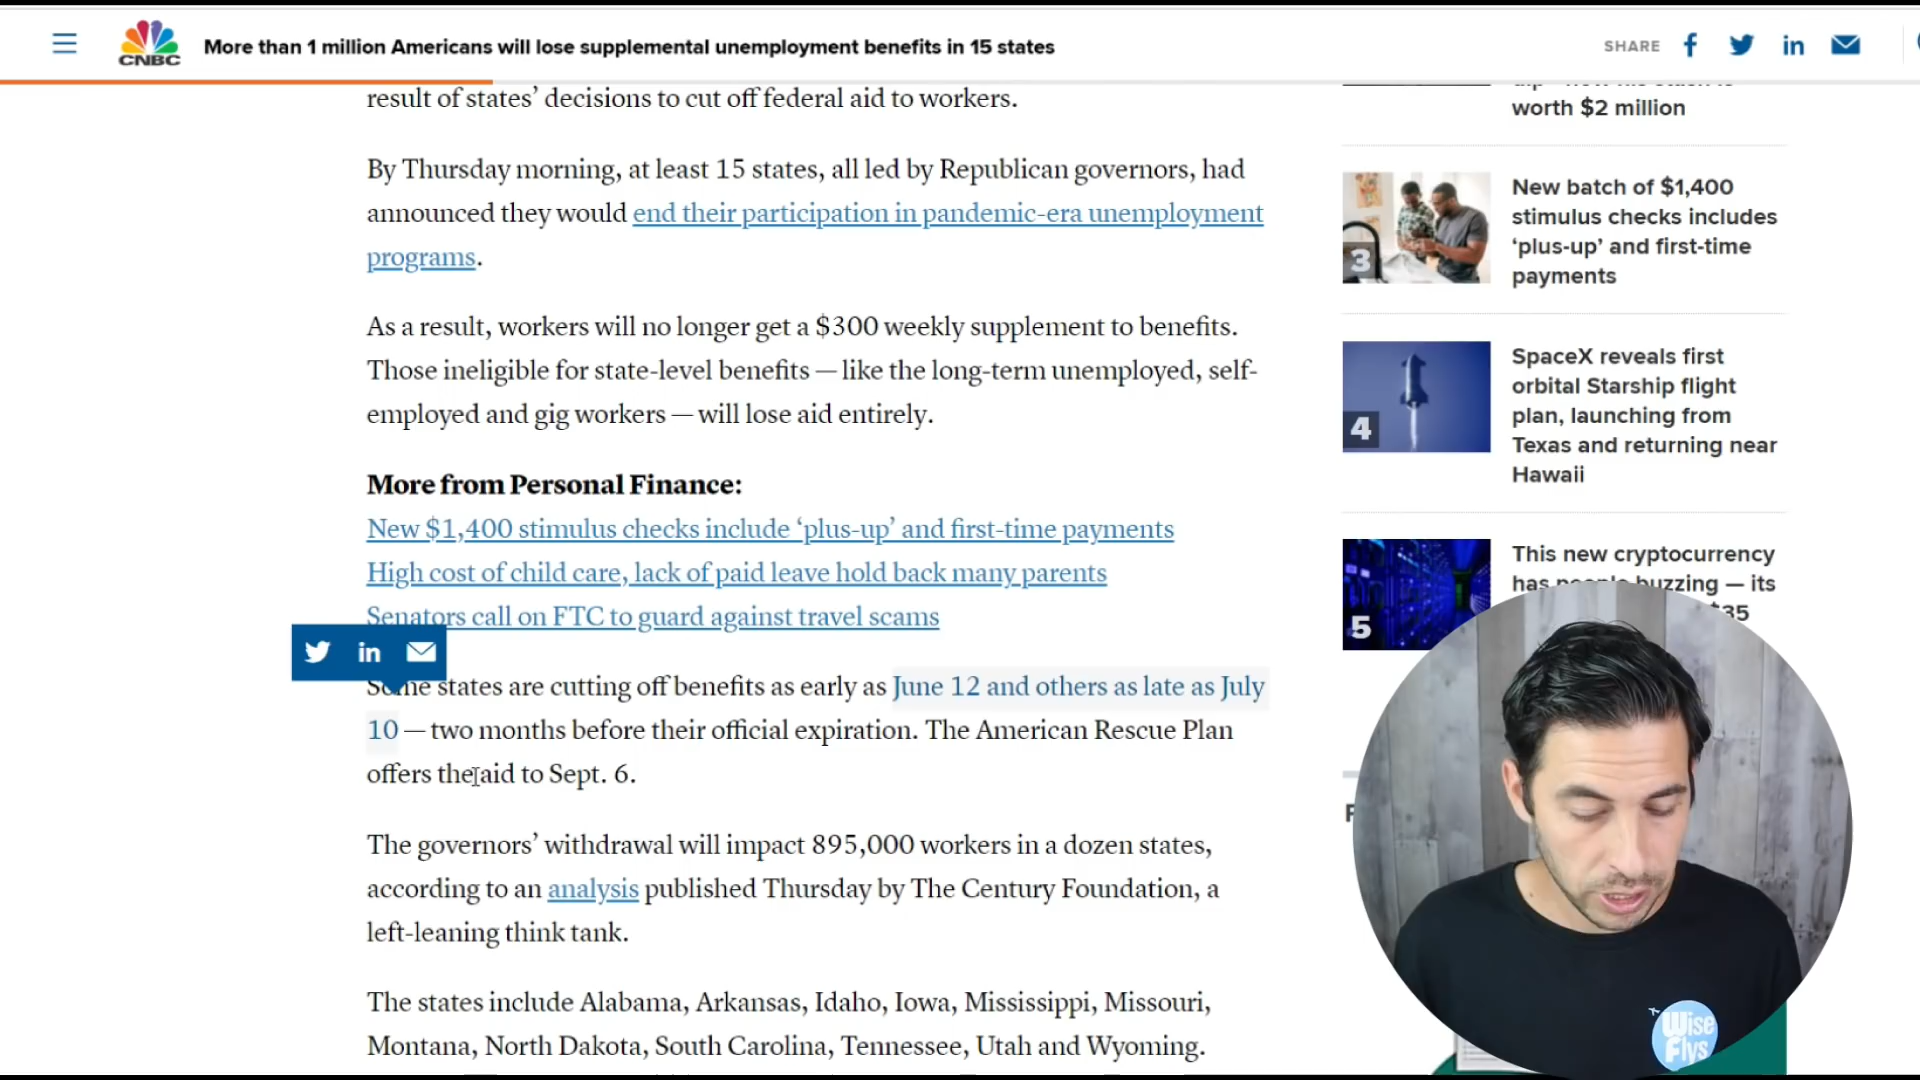 CNBC
More than 1 million Americans will lose supplemental unemployment benefits in 15 states
SHARE
result of states’ decisions to cut off federal aid to workers.
By Thursday morning, at least 15 states, all led by Republican governors, had
announced they would end their participation in pandemic-era unemployment
programs.
As a result, workers will no longer get a $300 weekly supplement to benefits.
Those ineligible for state-level benefits — like the long-term unemployed, self-
employed and gig workers — will lose aid entirely.
More from Personal Finance:
New $1,400 stimulus checks include ‘plus-up’ and first-time payments
High cost of child care, lack of paid leave hold back many parents
Senators call on FTC to guard against travel scams
Some states are cutting off benefits as early as June 12 and others as late as July
10 — two months before their official expiration. The American Rescue Plan
offers the aid to Sept. 6.
The governors’ withdrawal will impact 895,000 workers in a dozen states,
according to an analysis published Thursday by The Century Foundation, a
left-leaning think tank.
The states include Alabama, Arkansas, Idaho, Iowa, Mississippi, Missouri,
Montana, North Dakota, South Carolina, Tennessee, Utah and Wyoming.
worth $2 million
3
New batch of $1,400
stimulus checks includes
‘plus-up’ and first-time
payments
4
SpaceX reveals first
orbital Starship flight
plan, launching from
Texas and returning near
Hawaii
5
This new cryptocurrency
has people buzzing — its
$35
Wise
Flys